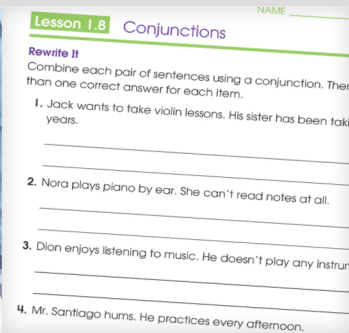 NAME
Lesson 1.8 Conjunctions
Rewrite It
Combine each pair of sentences using a conjunction.
than one correct answer for each item.
1. Jack wants to take violin lessons. His sister has been
years.
2. Nora plays piano by ear. She can't read notes at all.
3. Dion enjoys listening to music. He doesn't play any
4. Mr. Santiago hums. He practices every afternoon.